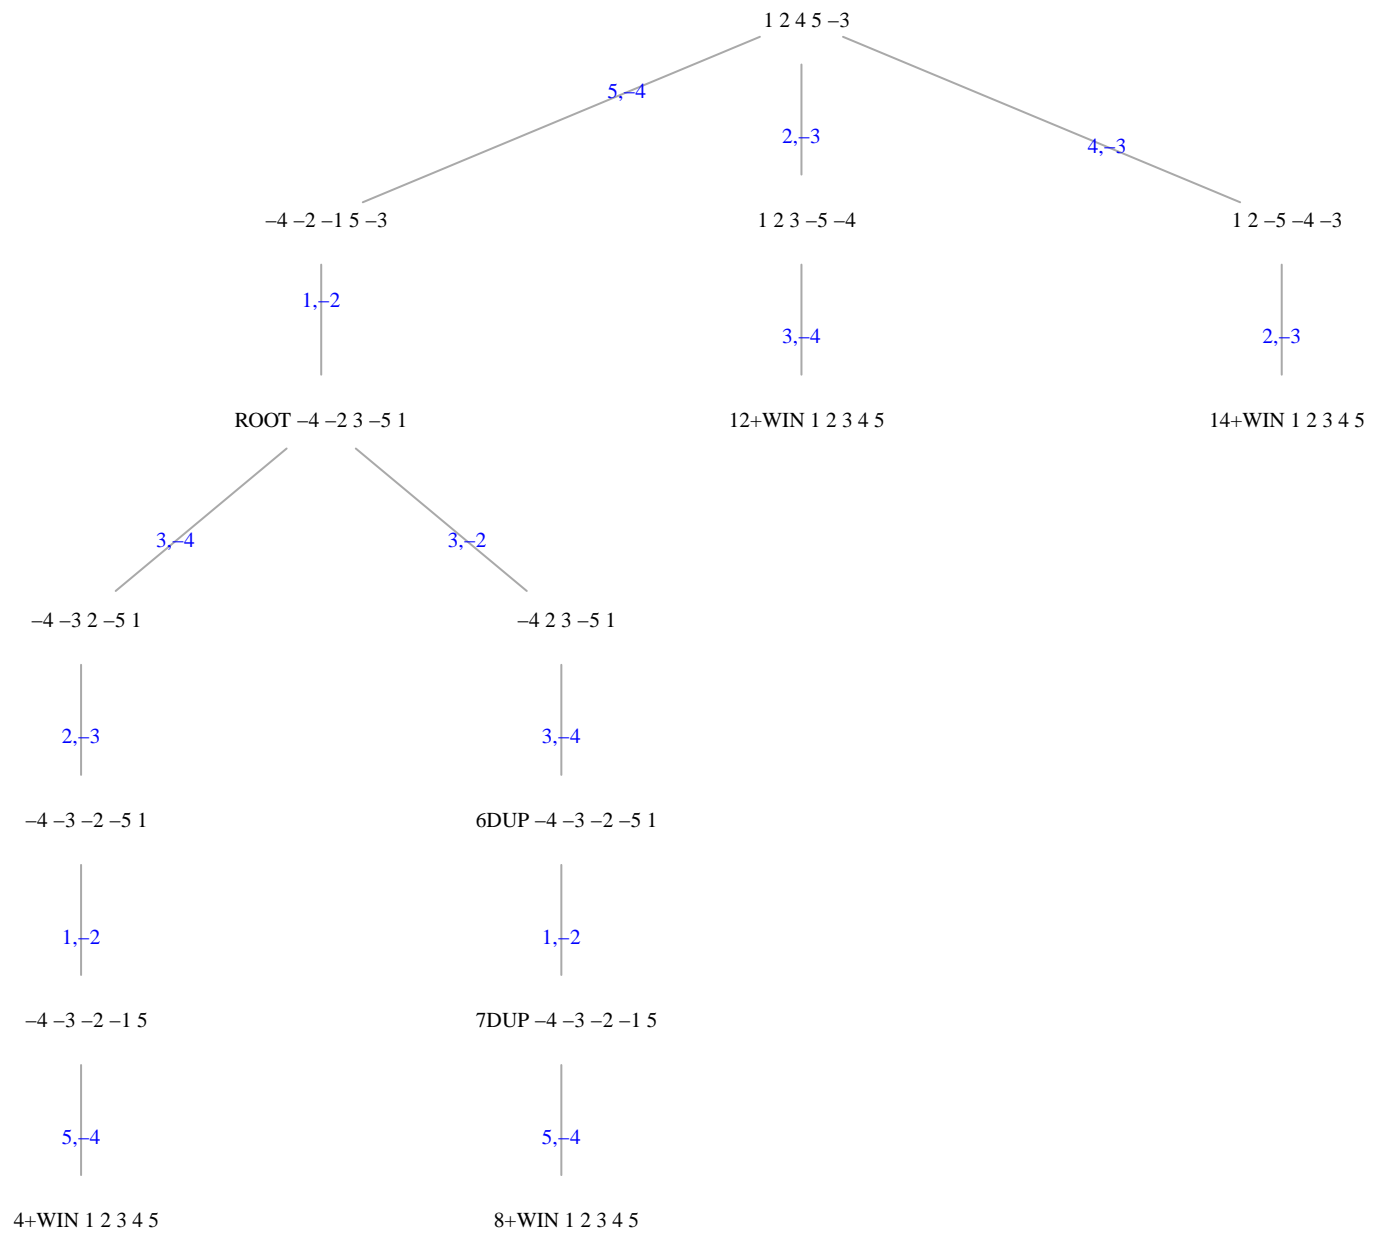 1 2 4 5 −3
5,−4
2,−3
4,−3
−4 −2 −1 5 −3
1 2 3 −5 −4
1 2 −5 −4 −3
1,−2
3,−4
2,−3
ROOT −4 −2 3 −5 1
12+WIN 1 2 3 4 5
14+WIN 1 2 3 4 5
3,−4
3,−2
−4 −3 2 −5 1
−4 2 3 −5 1
2,−3
3,−4
−4 −3 −2 −5 1
6DUP −4 −3 −2 −5 1
1,−2
1,−2
−4 −3 −2 −1 5
7DUP −4 −3 −2 −1 5
5,−4
5,−4
4+WIN 1 2 3 4 5
8+WIN 1 2 3 4 5